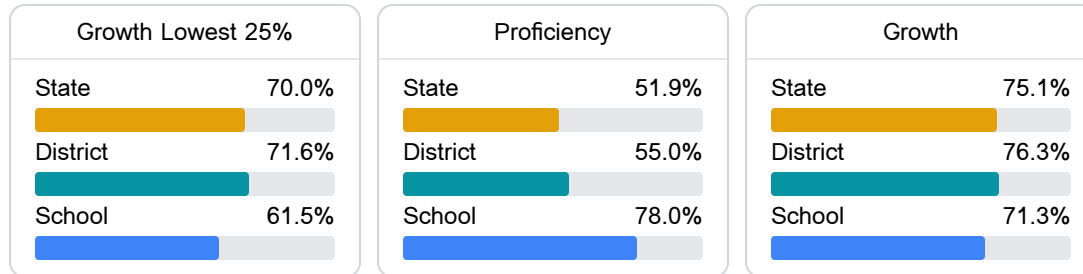 Growth Lowest 25%
State 70.0%
District 71.6%
School 61.5%
Proficiency
State 51.9%
District 55.0%
School 78.0%
Growth
State 75.1%
District 76.3%
School 71.3%